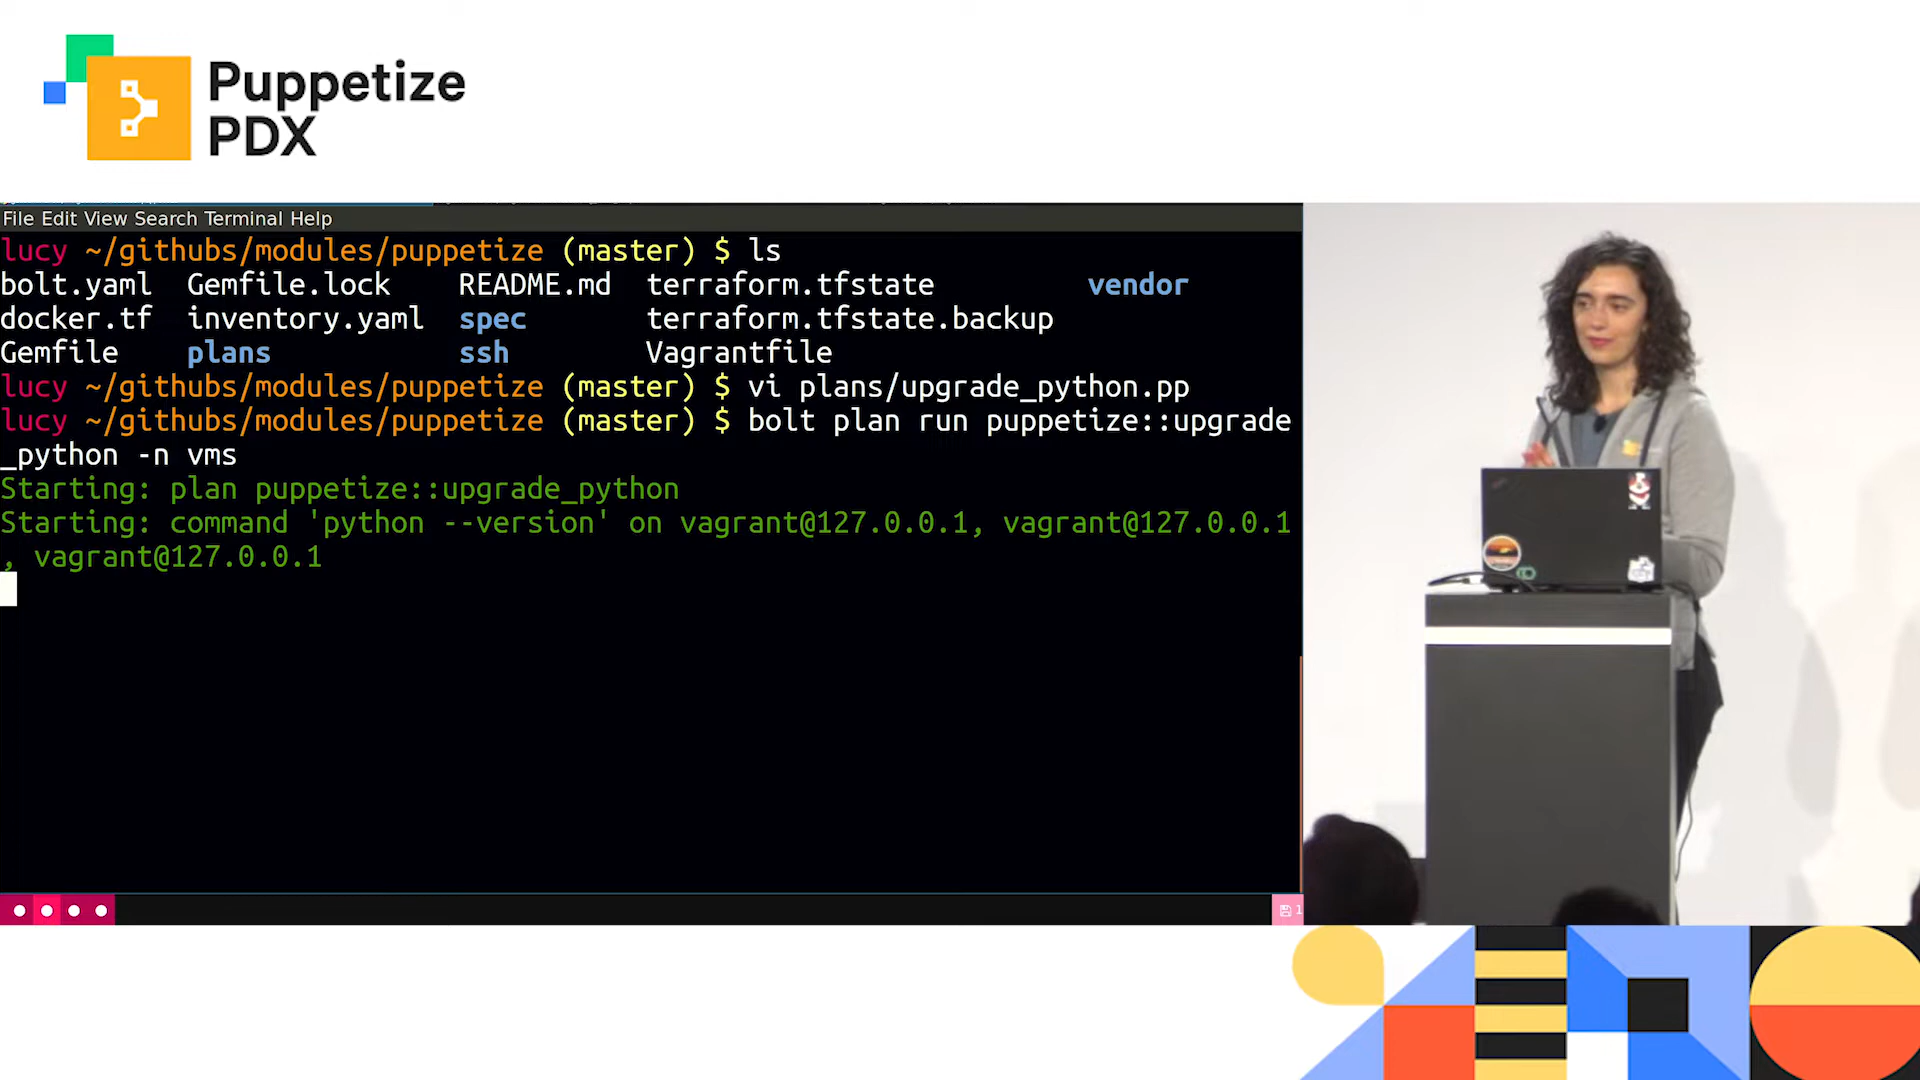 Puppetize
PDX
File Edit View Search Terminal Help
lucy ~/githubs/modules/puppetize (master) $ ls
bolt.yaml Gemfile.lock README.md terraform.tfstate vendor
docker.tf inventory.yaml spec terraform.tfstate.backup
Gemfile plans ssh Vagrantfile
lucy ~/githubs/modules/puppetize (master) $ vi plans/upgrade_python.pp
lucy ~/githubs/modules/puppetize (master) $ bolt plan run puppetize::upgrade
_python -n vms
Starting: plan puppetize::upgrade_python
Starting: command 'python --version' on vagrant@127.0.0.1, vagrant@127.0.0.1
, vagrant@127.0.0.1
1